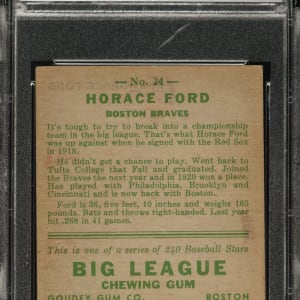 — No. 24 —
HORACE FORD
BOSTON BRAVES
It's tough to try to break into a championship
team in the big league. That's what Horace Ford
was up against when he signed with the Red Sox
in 1918.
He didn't get a chance to play. Went back to
Tufts College that Fall and graduated. Joined
the Braves the next year and in 1920 won a place.
Has played with Philadelphia, Brooklyn and
Cincinnati and is now back in Boston.
Ford is 36, five feet, 10 inches and weighs 165
pounds. Bats and throws right-handed. Last year
hit .268 in 41 games.
This is one of a series of 240 Baseball Stars
BIG LEAGUE
CHEWING GUM
GOUDEY GUM CO. BOSTON